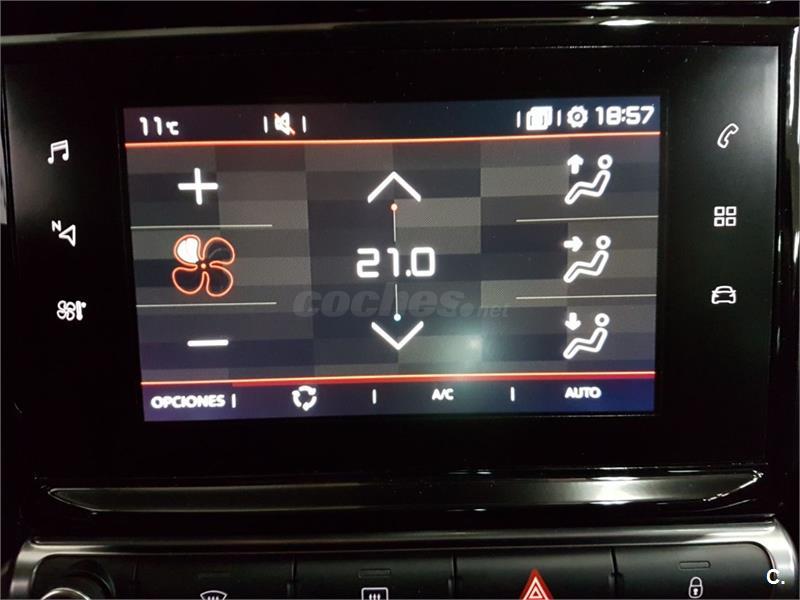 11°C 18:57
N
21.0
coches.net
OPCIONES A/C AUTO
C.